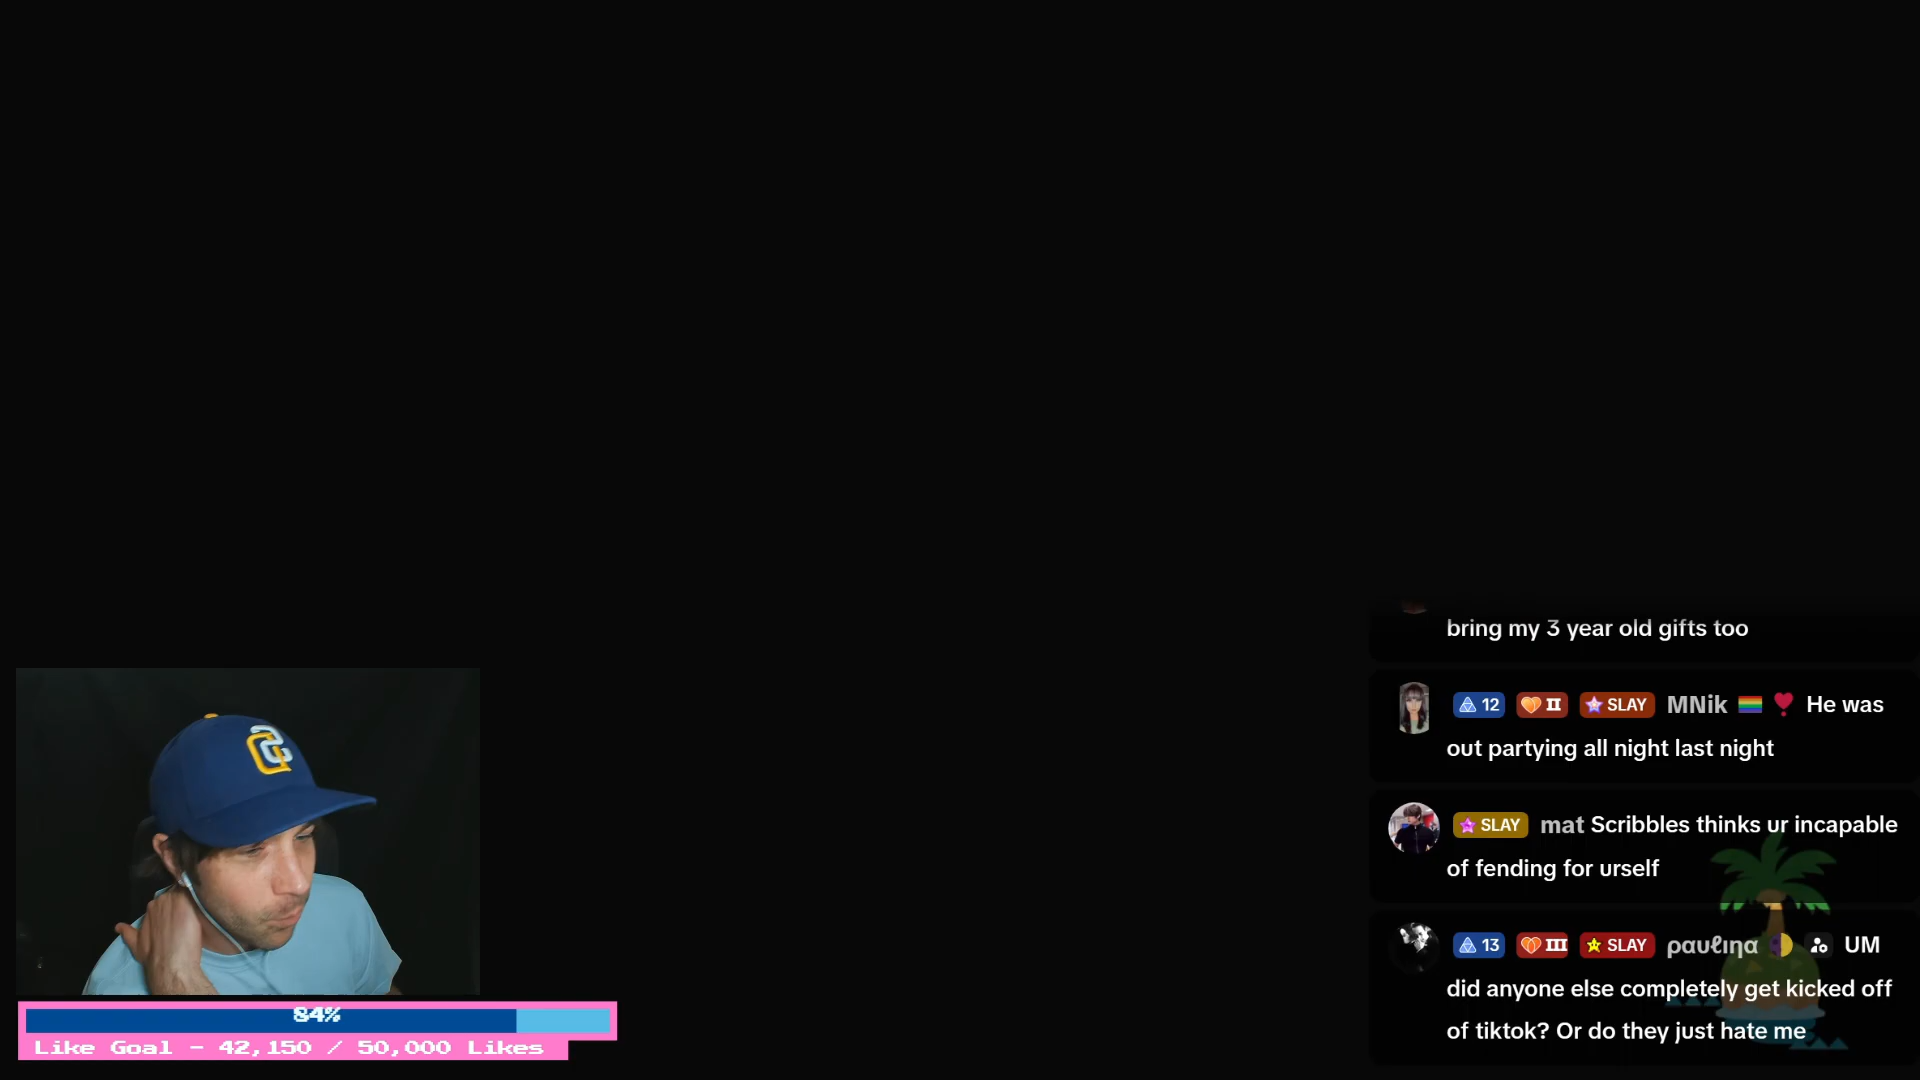 bring my 3 year old gifts too
12 II SLAY MNik He was
out partying all night last night
SLAY mat Scribbles thinks ur incapable
of fending for urself
13 III SLAY ραυℓιηα UM
did anyone else completely get kicked off
of tiktok? Or do they just hate me
84%
Like Goal - 42,150 / 50,000 Likes